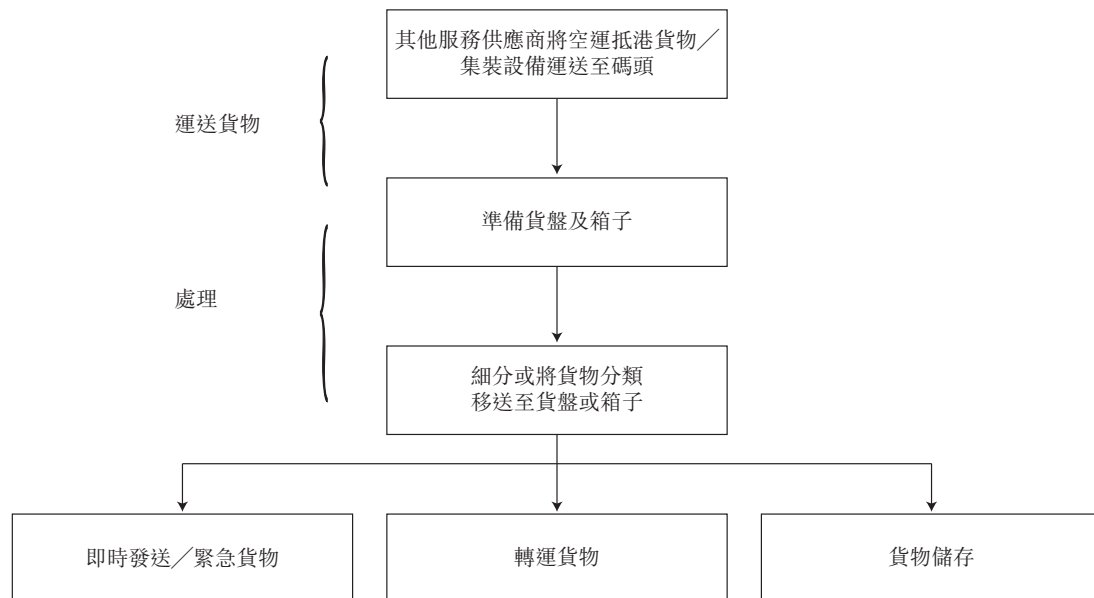 其他服務供應商將空運抵港貨物╱
集裝設備運送至碼頭
運送貨物
準備貨盤及箱子
處理
細分或將貨物分類
移送至貨盤或箱子
即時發送╱緊急貨物
轉運貨物
貨物儲存